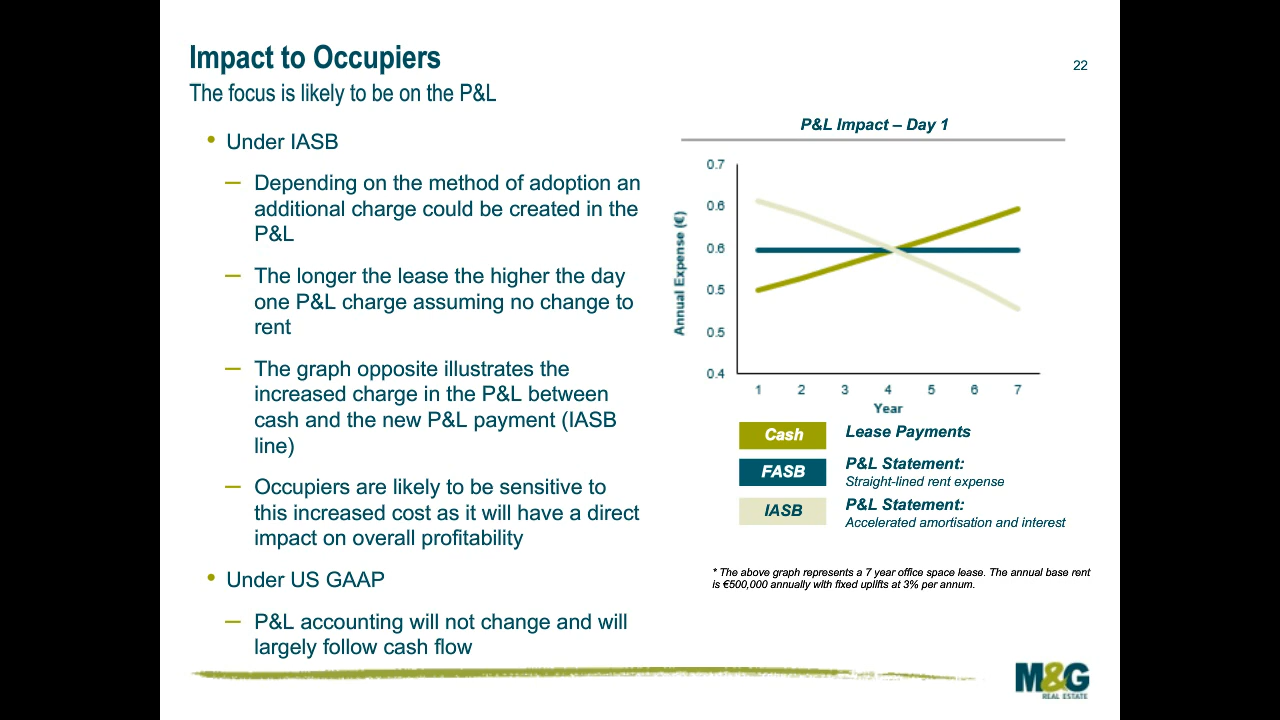 Impact to Occupiers
22
The focus is likely to be on the P&L
• Under IASB
– Depending on the method of adoption an
additional charge could be created in the
P&L
– The longer the lease the higher the day
one P&L charge assuming no change to
rent
– The graph opposite illustrates the
increased charge in the P&L between
cash and the new P&L payment (IASB
line)
– Occupiers are likely to be sensitive to
this increased cost as it will have a direct
impact on overall profitability
• Under US GAAP
– P&L accounting will not change and will
largely follow cash flow
P&L Impact – Day 1
Annual Expense (€)
0.7
0.6
0.6
0.5
0.5
0.4
1 2 3 4 5 6 7
Year
Cash Lease Payments
FASB P&L Statement:
Straight-lined rent expense
IASB P&L Statement:
Accelerated amortisation and interest
* The above graph represents a 7 year office space lease. The annual base rent
is €500,000 annually with fixed uplifts at 3% per annum.
M&G
REAL ESTATE